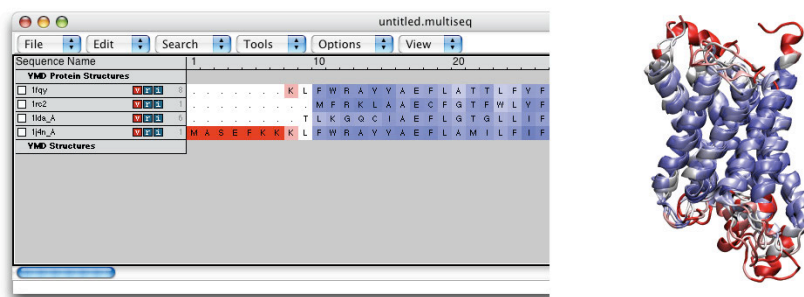 untitled.multiseq
File Edit Search Tools Options View
Sequence Name 1 10 20
VMD Protein Structures
1fqy v r i 8 . . . . . . . K L F W R A Y Y A E F L A T T L F Y F
1rc2 v r i 1 . . . . . . . . . M F R K L A A E C F G T F W L Y F
1lda_A v r i 6 . . . . . . . . T L K G Q C I A E F L G T G L L I F
1j4n_A v r i 1 M A S E F K K K L F W R A Y V A E F L A M I L F I F
VMD Structures